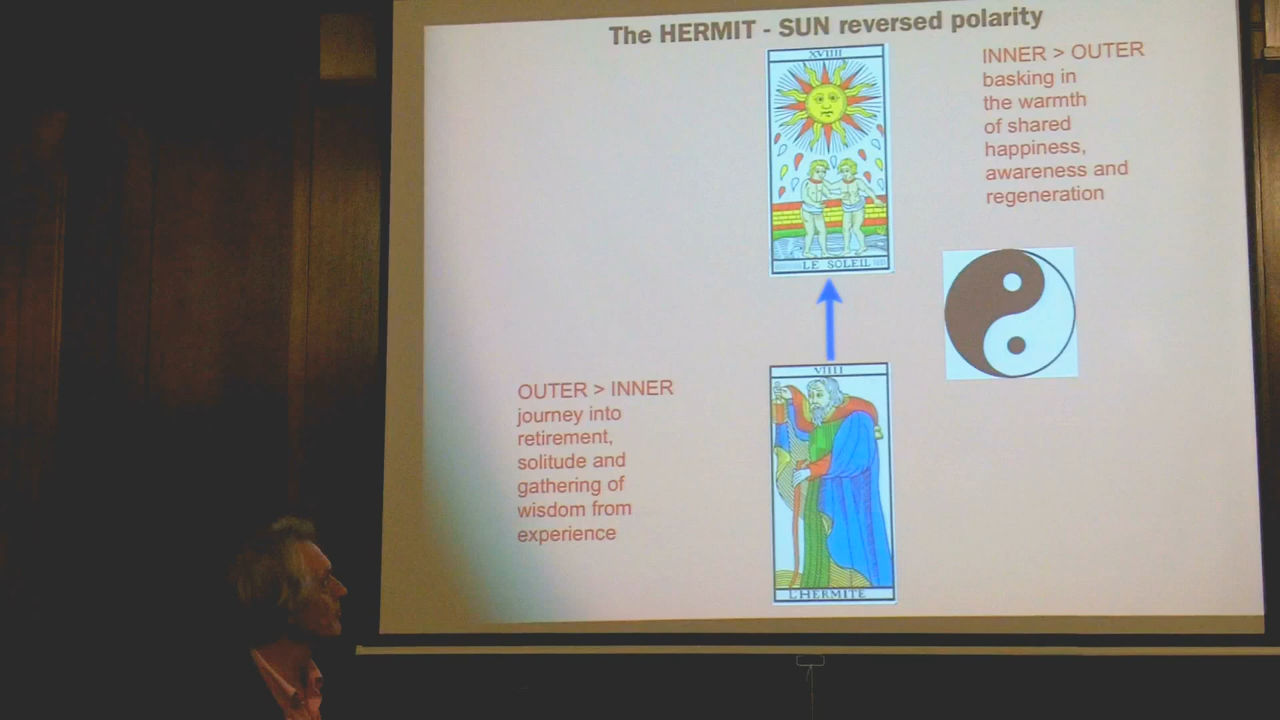 The HERMIT - SUN reversed polarity
XVIIII
LE SOLEIL
INNER > OUTER
basking in
the warmth
of shared
happiness,
awareness and
regeneration
OUTER > INNER
journey into
retirement,
solitude and
gathering of
wisdom from
experience
VIIII
L'HERMITE